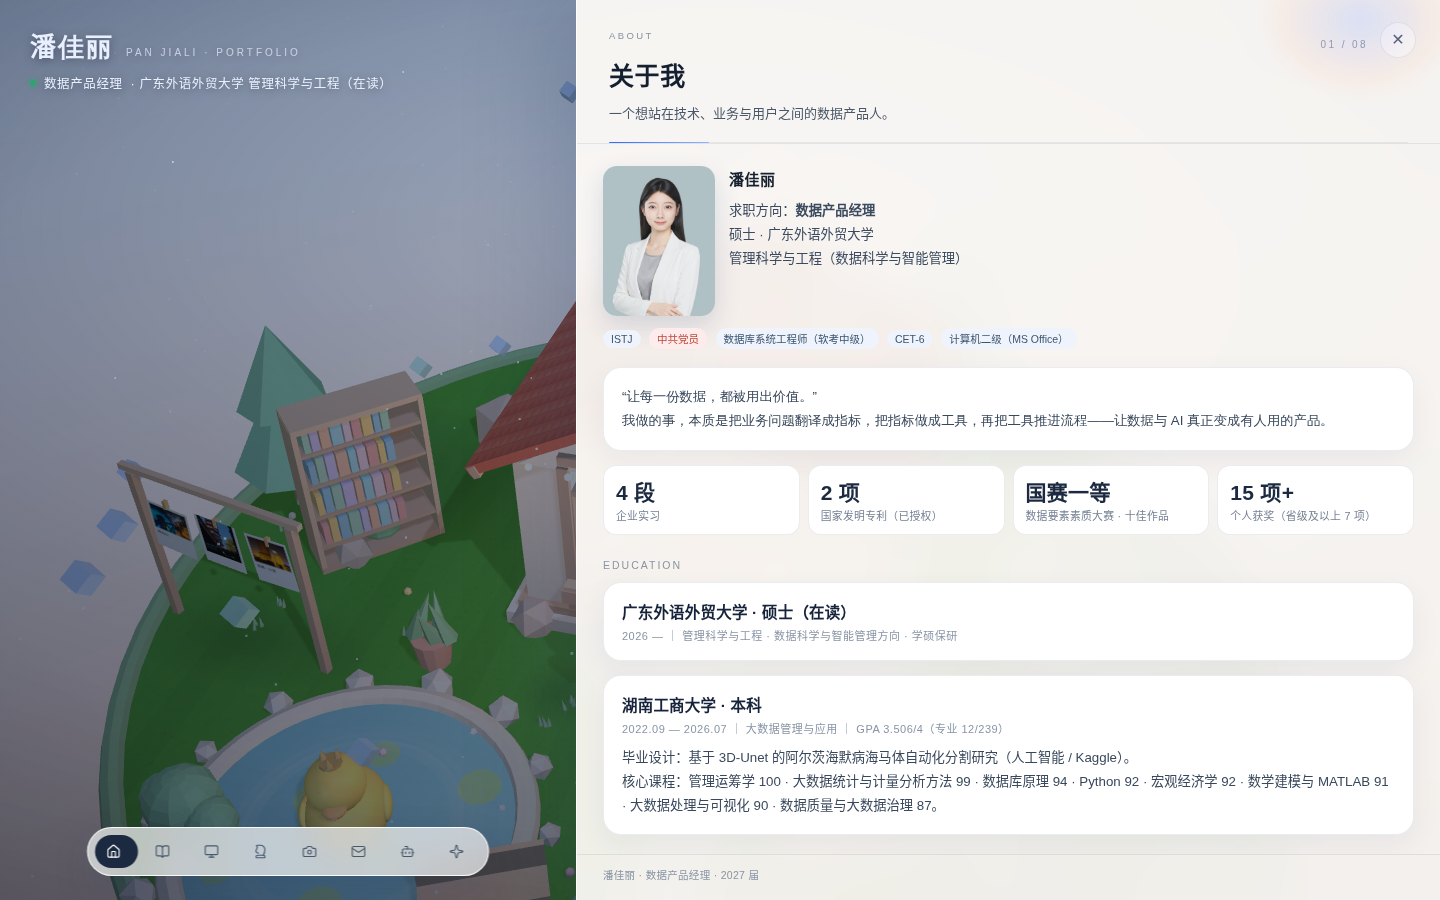 潘佳丽 PAN JIALI · PORTFOLIO
数据产品经理 · 广东外语外贸大学 管理科学与工程（在读）
ABOUT
01 / 08
关于我
一个想站在技术、业务与用户之间的数据产品人。
潘佳丽
求职方向：数据产品经理
硕士 · 广东外语外贸大学
管理科学与工程（数据科学与智能管理）
ISTJ 中共党员 数据库系统工程师（软考中级） CET-6 计算机二级（MS Office）
“让每一份数据，都被用出价值。”
我做的事，本质是把业务问题翻译成指标，把指标做成工具，再把工具推进流程——让数据与 AI 真正变成有人用的产品。
4 段 2 项 国赛一等 15 项+
企业实习 国家发明专利（已授权） 数据要素素质大赛 · 十佳作品 个人获奖（省级及以上 7 项）
EDUCATION
广东外语外贸大学 · 硕士（在读）
2026 — ｜ 管理科学与工程 · 数据科学与智能管理方向 · 学硕保研
湖南工商大学 · 本科
2022.09 — 2026.07 ｜ 大数据管理与应用 ｜ GPA 3.506/4（专业 12/239）
毕业设计：基于 3D-Unet 的阿尔茨海默病海马体自动化分割研究（人工智能 / Kaggle）。
核心课程：管理运筹学 100 · 大数据统计与计量分析方法 99 · 数据库原理 94 · Python 92 · 宏观经济学 92 · 数学建模与 MATLAB 91
· 大数据处理与可视化 90 · 数据质量与大数据治理 87。
潘佳丽 · 数据产品经理 · 2027 届